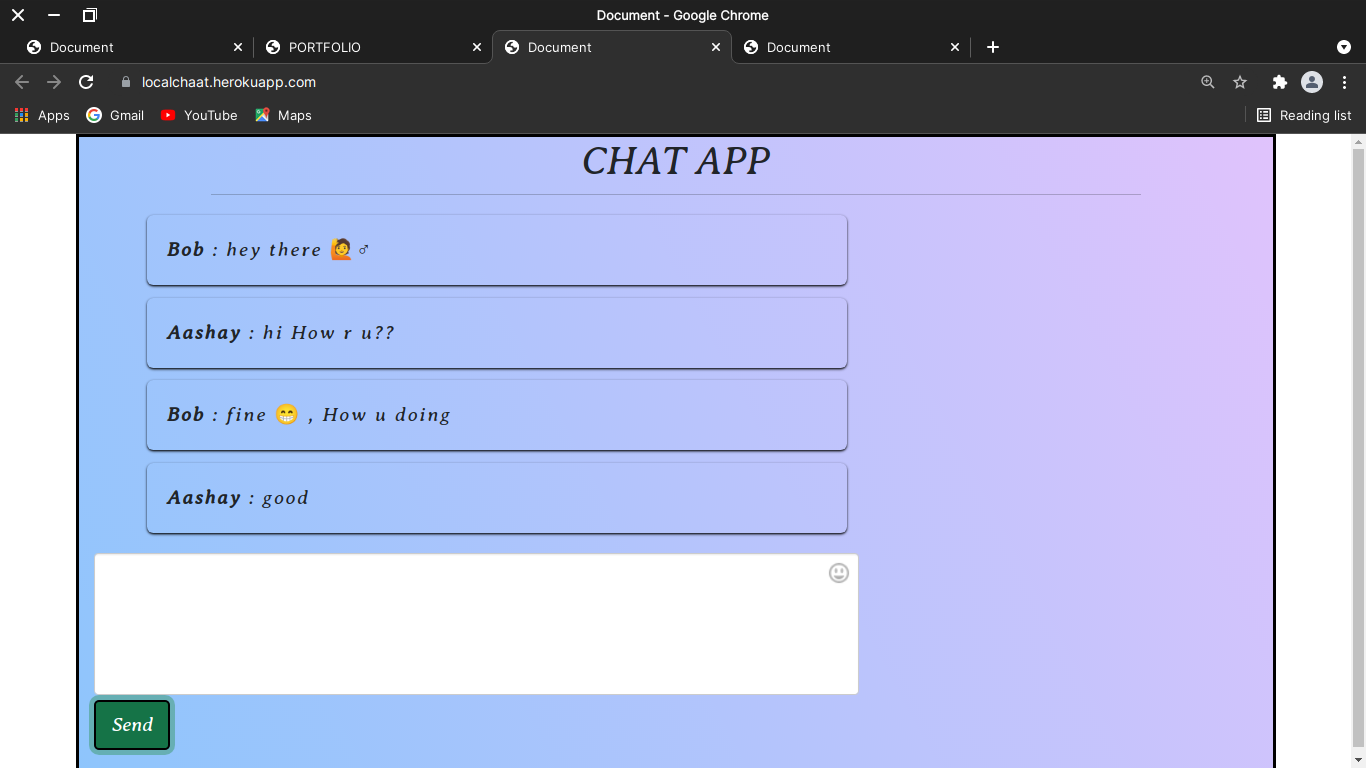 Document - Google Chrome
Document PORTFOLIO Document Document
localchaat.herokuapp.com
Apps Gmail YouTube Maps Reading list
CHAT APP
Bob : hey there 🙋♂
Aashay : hi How r u??
Bob : fine 😁 , How u doing
Aashay : good
Send